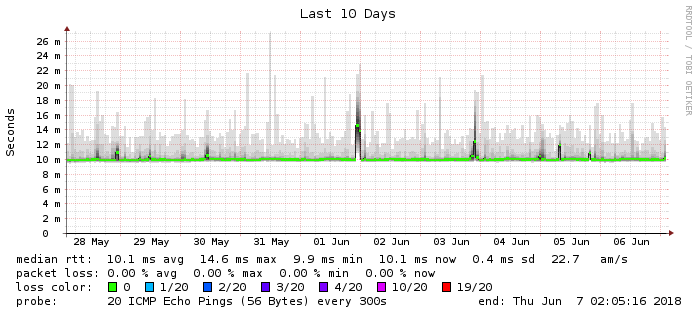 Last 10 Days
RRDTOOL / TOBI OETIKER
Seconds
26 m
24 m
22 m
20 m
18 m
16 m
14 m
12 m
10 m
8 m
6 m
4 m
2 m
0
28 May 29 May 30 May 31 May 01 Jun 02 Jun 03 Jun 04 Jun 05 Jun 06 Jun
median rtt: 10.1 ms avg 14.6 ms max 9.9 ms min 10.1 ms now 0.4 ms sd 22.7 am/s
packet loss: 0.00 % avg 0.00 % max 0.00 % min 0.00 % now
loss color: 0 1/20 2/20 3/20 4/20 10/20 19/20
probe: 20 ICMP Echo Pings (56 Bytes) every 300s end: Thu Jun 7 02:05:16 2018